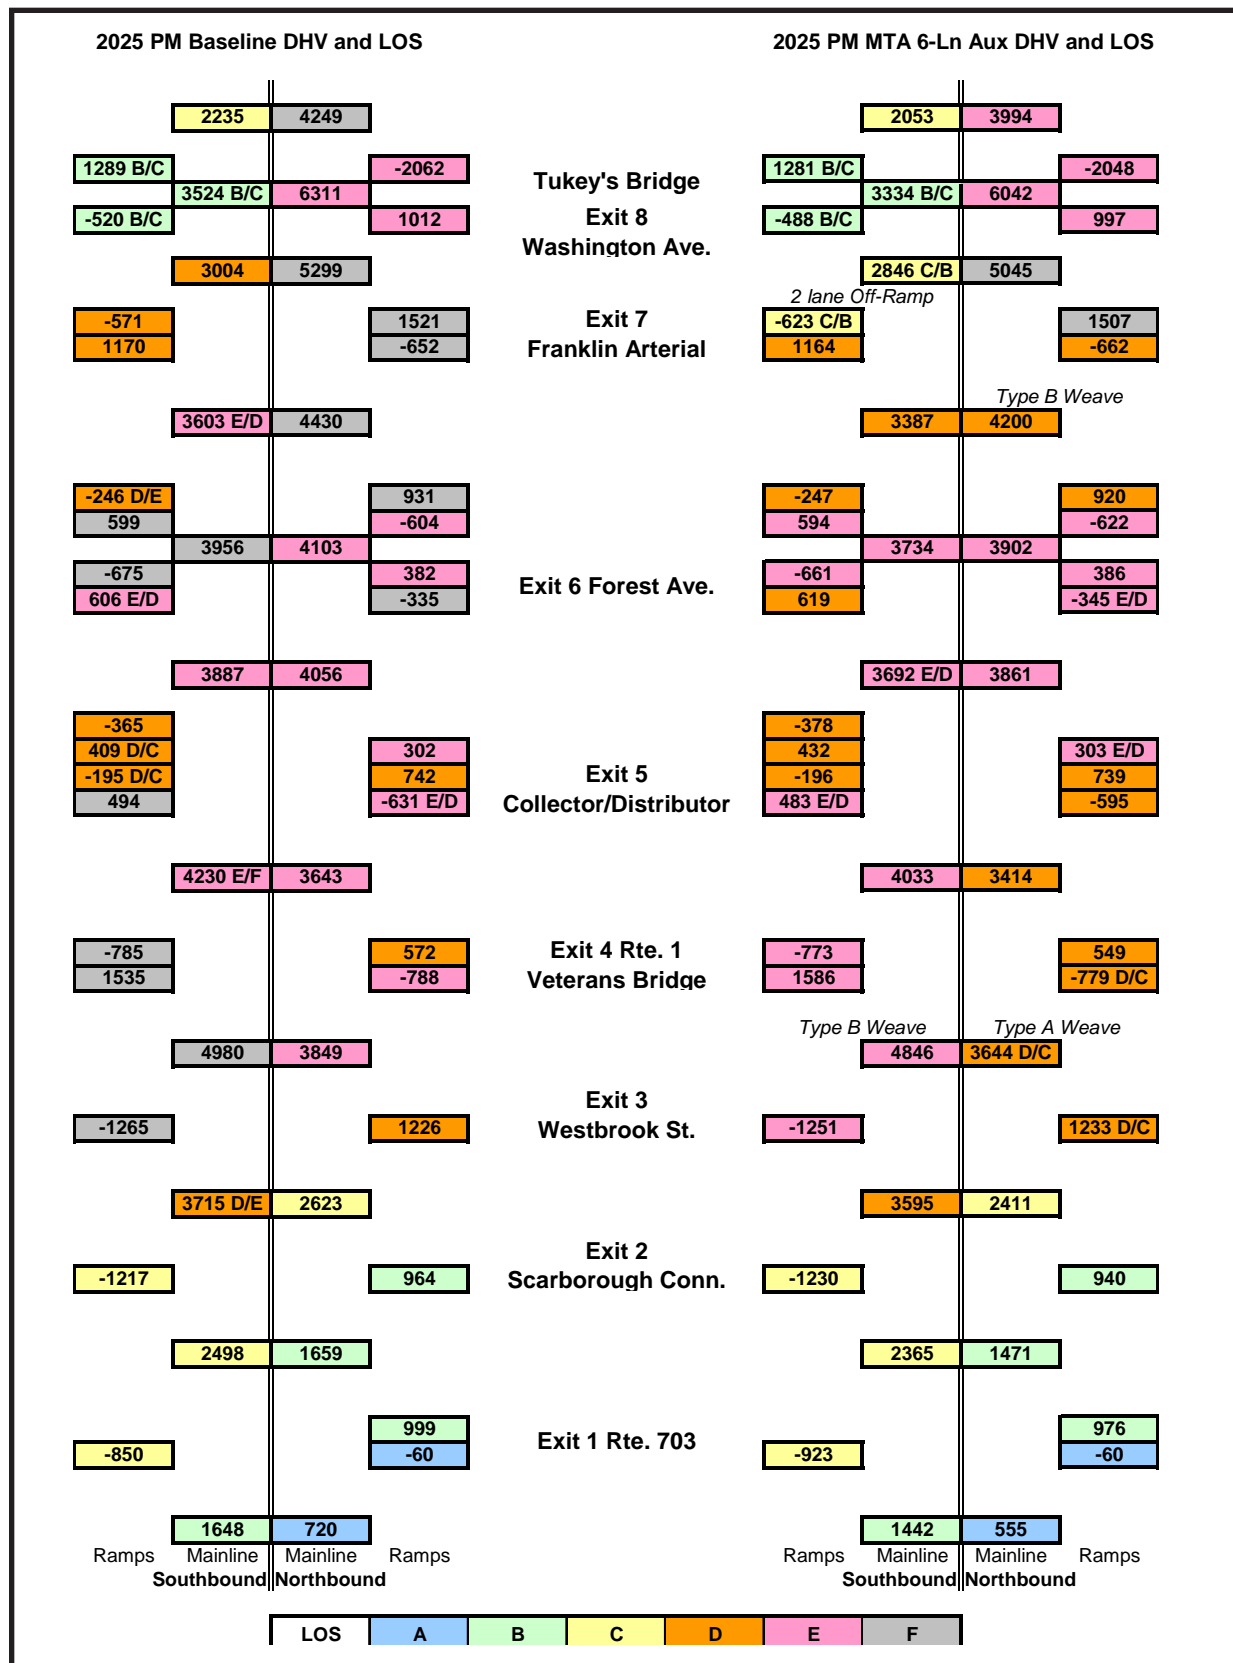 2025 PM Baseline DHV and LOS 2025 PM MTA 6-Ln Aux DHV and LOS
2235 4249 2053 3994
1289 B/C -2062 1281 B/C -2048
Tukey's Bridge
3524 B/C 6311 3334 B/C 6042
-520 B/C 1012 Exit 8 -488 B/C 997
Washington Ave.
3004 5299 2846 C/B 5045
2 lane Off-Ramp
-571 1521 Exit 7 -623 C/B 1507
1170 -652 Franklin Arterial 1164 -662
Type B Weave
3603 E/D 4430 3387 4200
-246 D/E 931 -247 920
599 -604 594 -622
3956 4103 3734 3902
-675 382 Exit 6 Forest Ave. -661 386
606 E/D -335 619 -345 E/D
3887 4056 3692 E/D 3861
-365 -378
409 D/C 302 432 303 E/D
-195 D/C 742 Exit 5 -196 739
494 -631 E/D Collector/Distributor 483 E/D -595
4230 E/F 3643 4033 3414
-785 572 Exit 4 Rte. 1 -773 549
1535 -788 Veterans Bridge 1586 -779 D/C
Type B Weave Type A Weave
4980 3849 4846 3644 D/C
Exit 3
-1265 1226 Westbrook St. -1251 1233 D/C
3715 D/E 2623 3595 2411
Exit 2
-1217 964 Scarborough Conn. -1230 940
2498 1659 2365 1471
999 976
-850 -60 Exit 1 Rte. 703 -923 -60
1648 720 1442 555
Ramps Mainline Mainline Ramps Ramps Mainline Mainline Ramps
Southbound Northbound Southbound Northbound
LOS A B C D E F